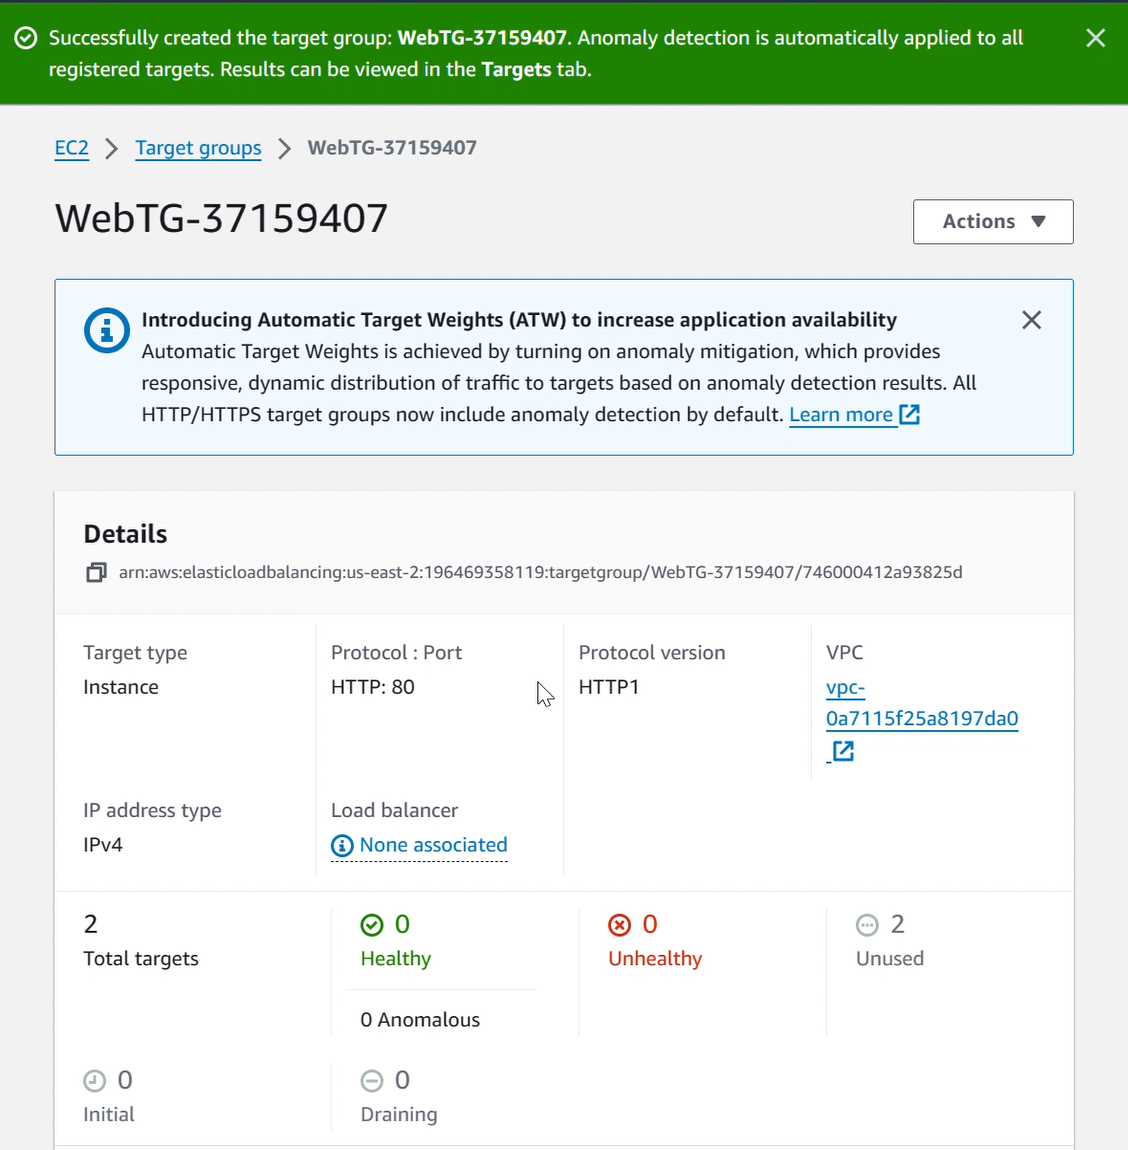 Successfully created the target group: WebTG-37159407. Anomaly detection is automatically applied to all
registered targets. Results can be viewed in the Targets tab.
EC2 > Target groups > WebTG-37159407
WebTG-37159407
Actions ▼
Introducing Automatic Target Weights (ATW) to increase application availability
Automatic Target Weights is achieved by turning on anomaly mitigation, which provides
responsive, dynamic distribution of traffic to targets based on anomaly detection results. All
HTTP/HTTPS target groups now include anomaly detection by default. Learn more
Details
arn:aws:elasticloadbalancing:us-east-2:196469358119:targetgroup/WebTG-37159407/746000412a93825d
Target type
Instance
Protocol : Port
HTTP: 80
Protocol version
HTTP1
VPC
vpc-
0a7115f25a8197da0
IP address type
IPv4
Load balancer
None associated
2
Total targets
0
Healthy
0 Anomalous
0
Unhealthy
2
Unused
0
Initial
0
Draining